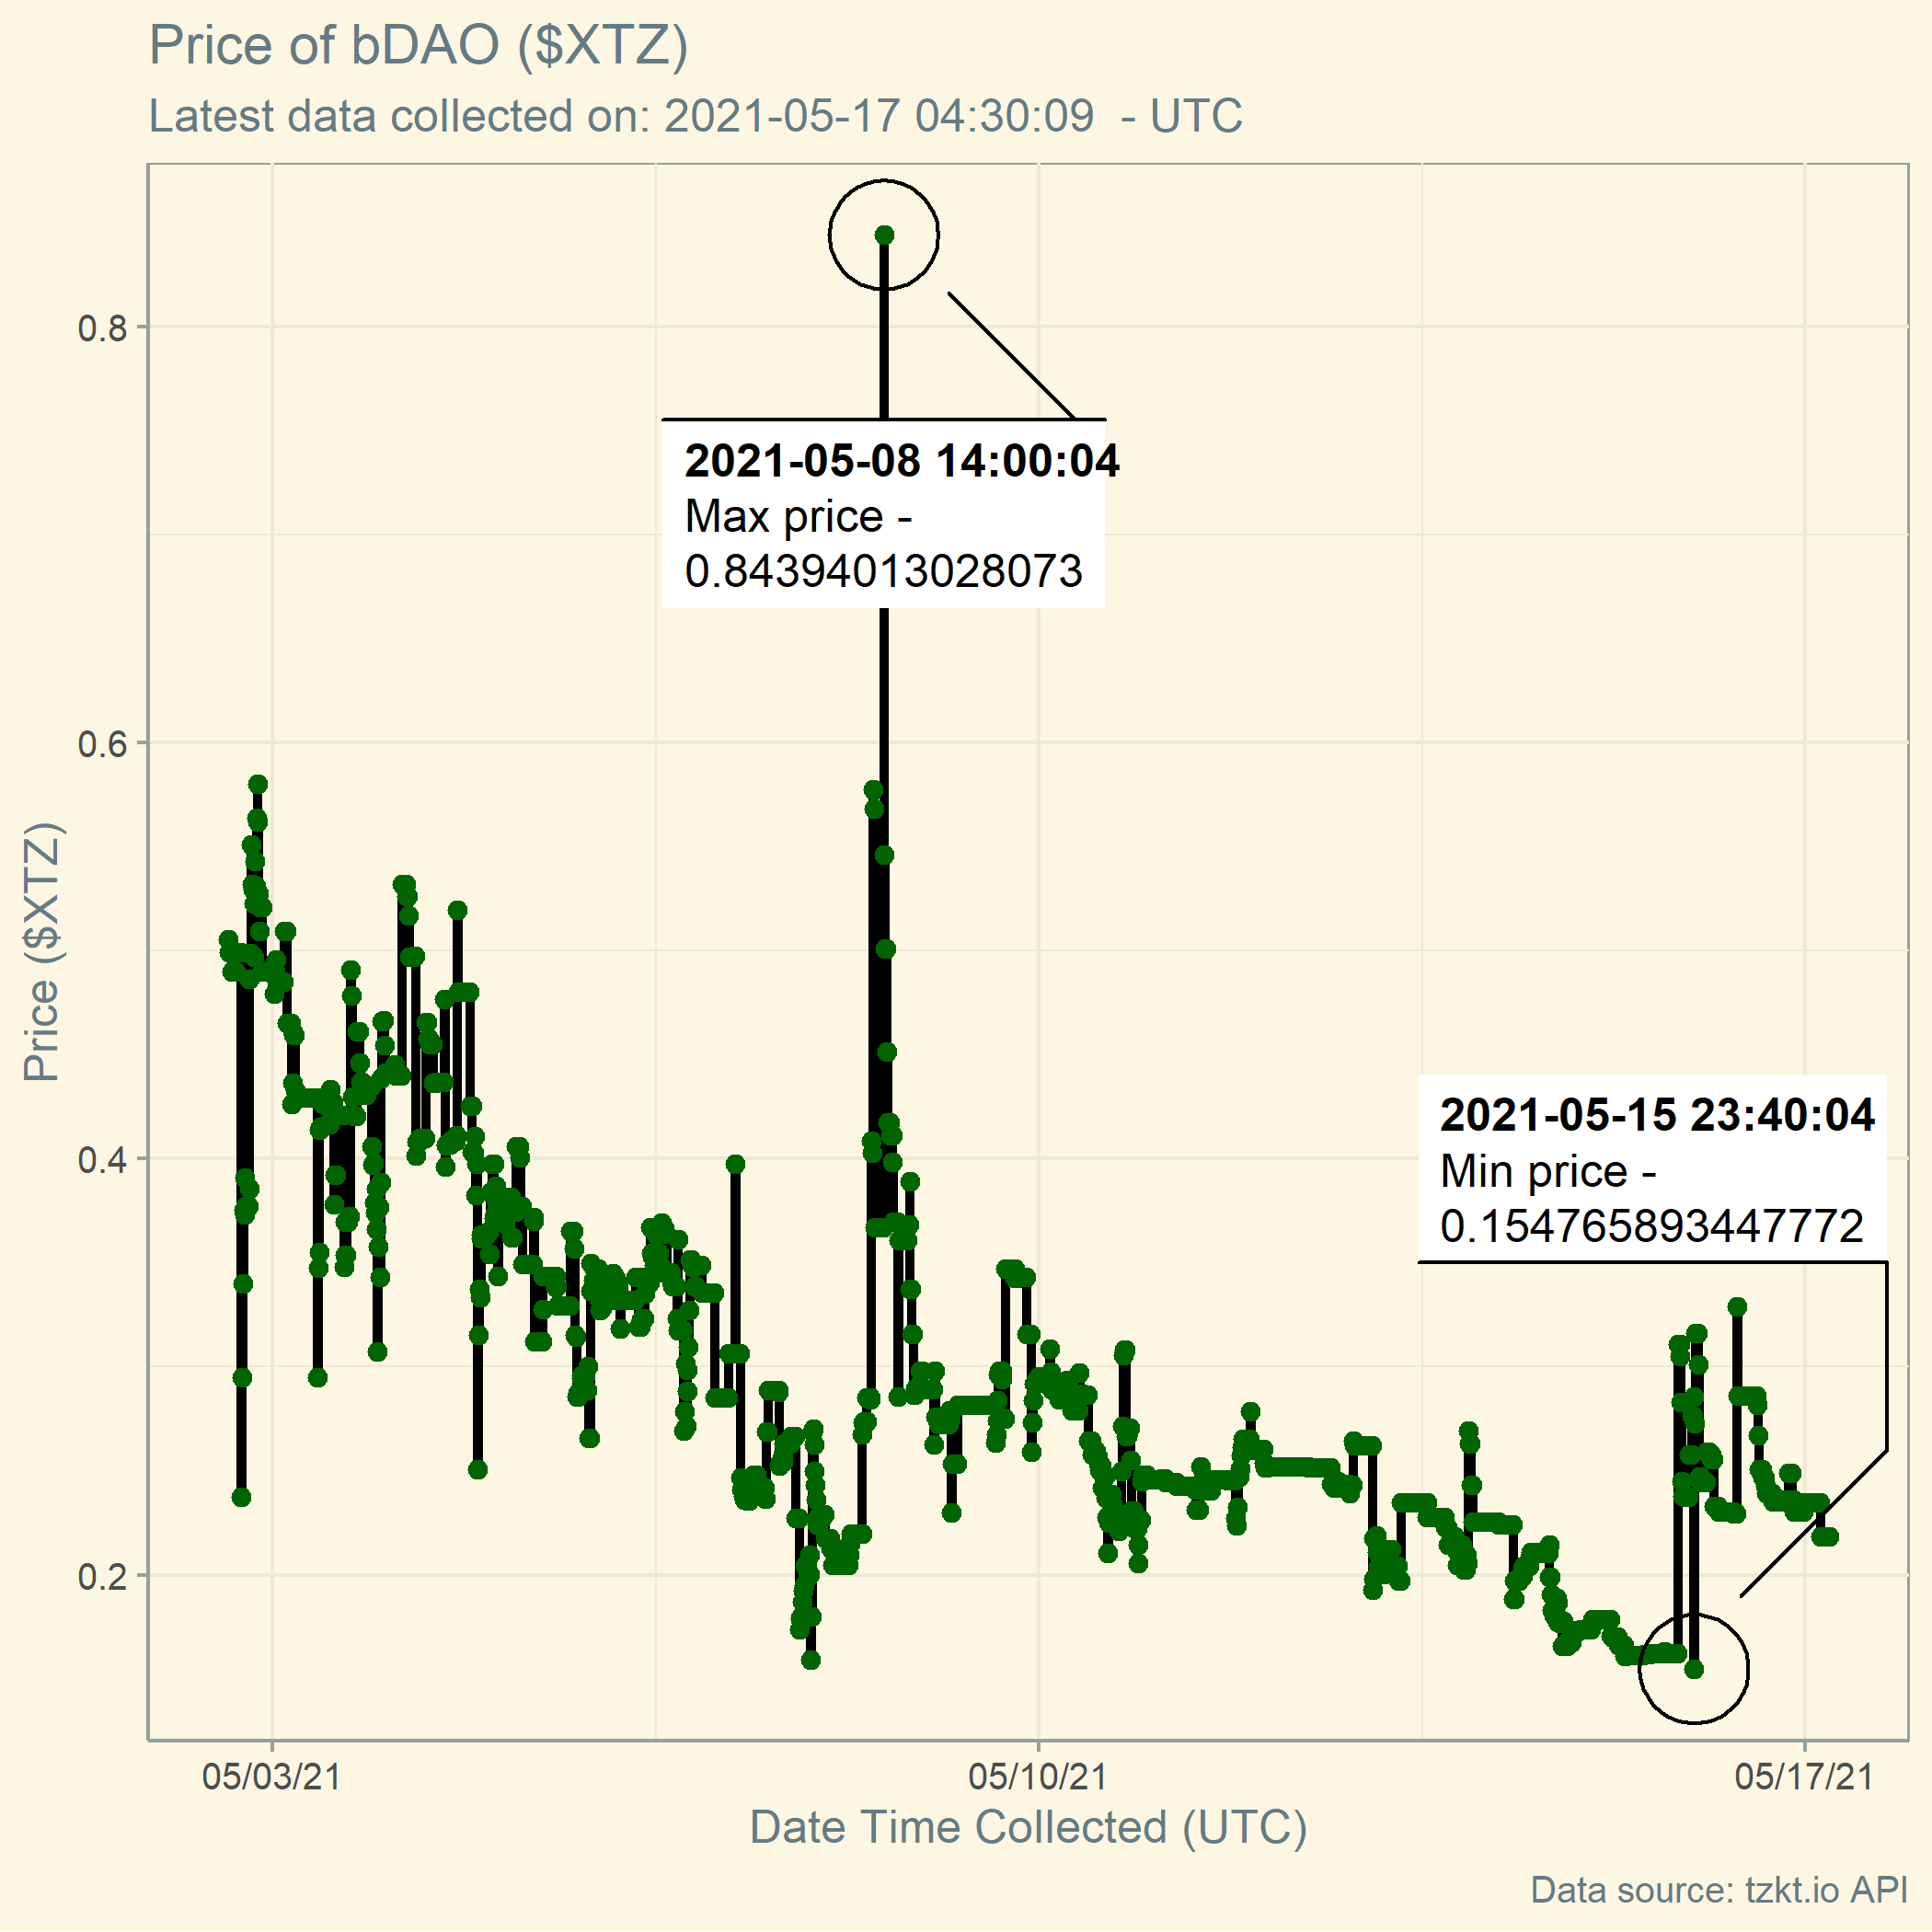 Price of bDAO ($XTZ)
Latest data collected on: 2021-05-17 04:30:09  - UTC
0.8
2021-05-08 14:00:04
Max price -
0.84394013028073
0.6
Price ($XTZ)
2021-05-15 23:40:04
Min price -
0.154765893447772
0.4
0.2
05/03/21
05/10/21
05/17/21
Date Time Collected (UTC)
Data source: tzkt.io API